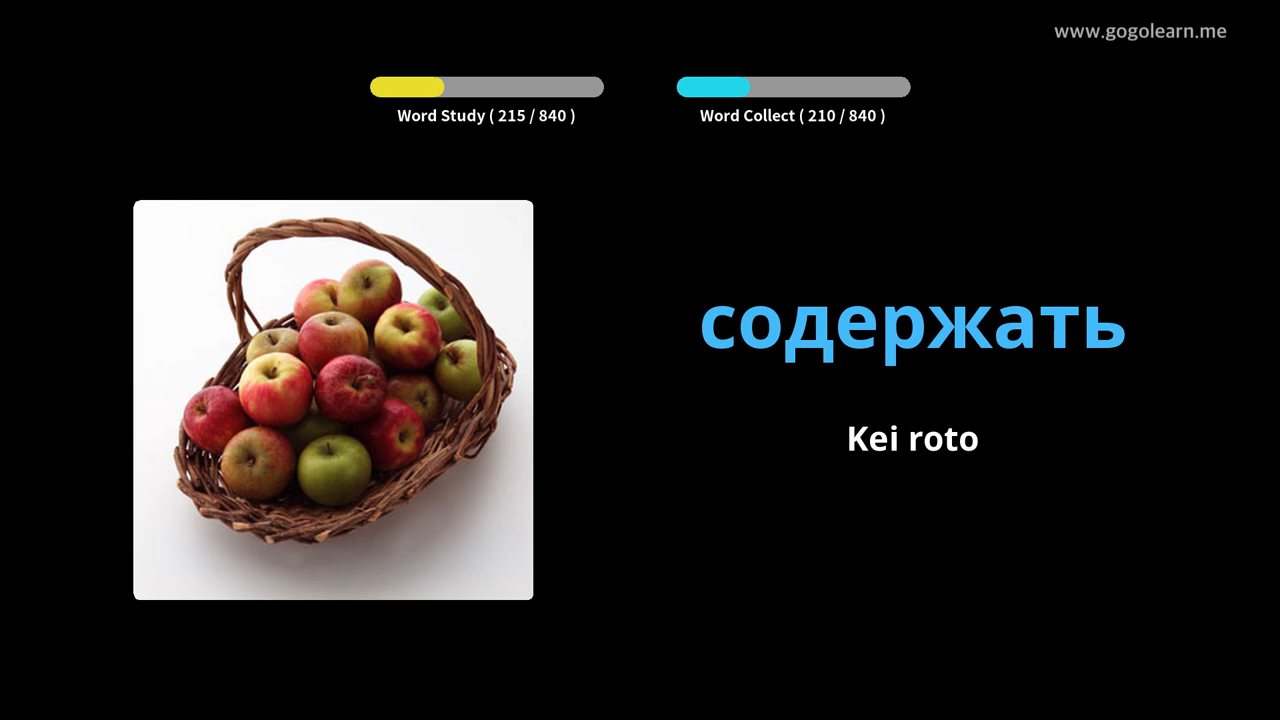 www.gogolearn.me
Word Study ( 215 / 840 )
Word Collect ( 210 / 840 )
содержать
Kei roto